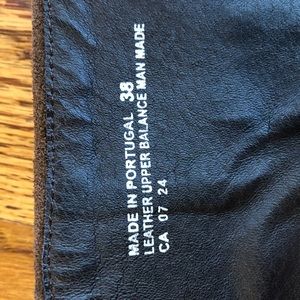 MADE IN PORTUGAL 38
LEATHER UPPER BALANCE MAN MADE
CA 07 24